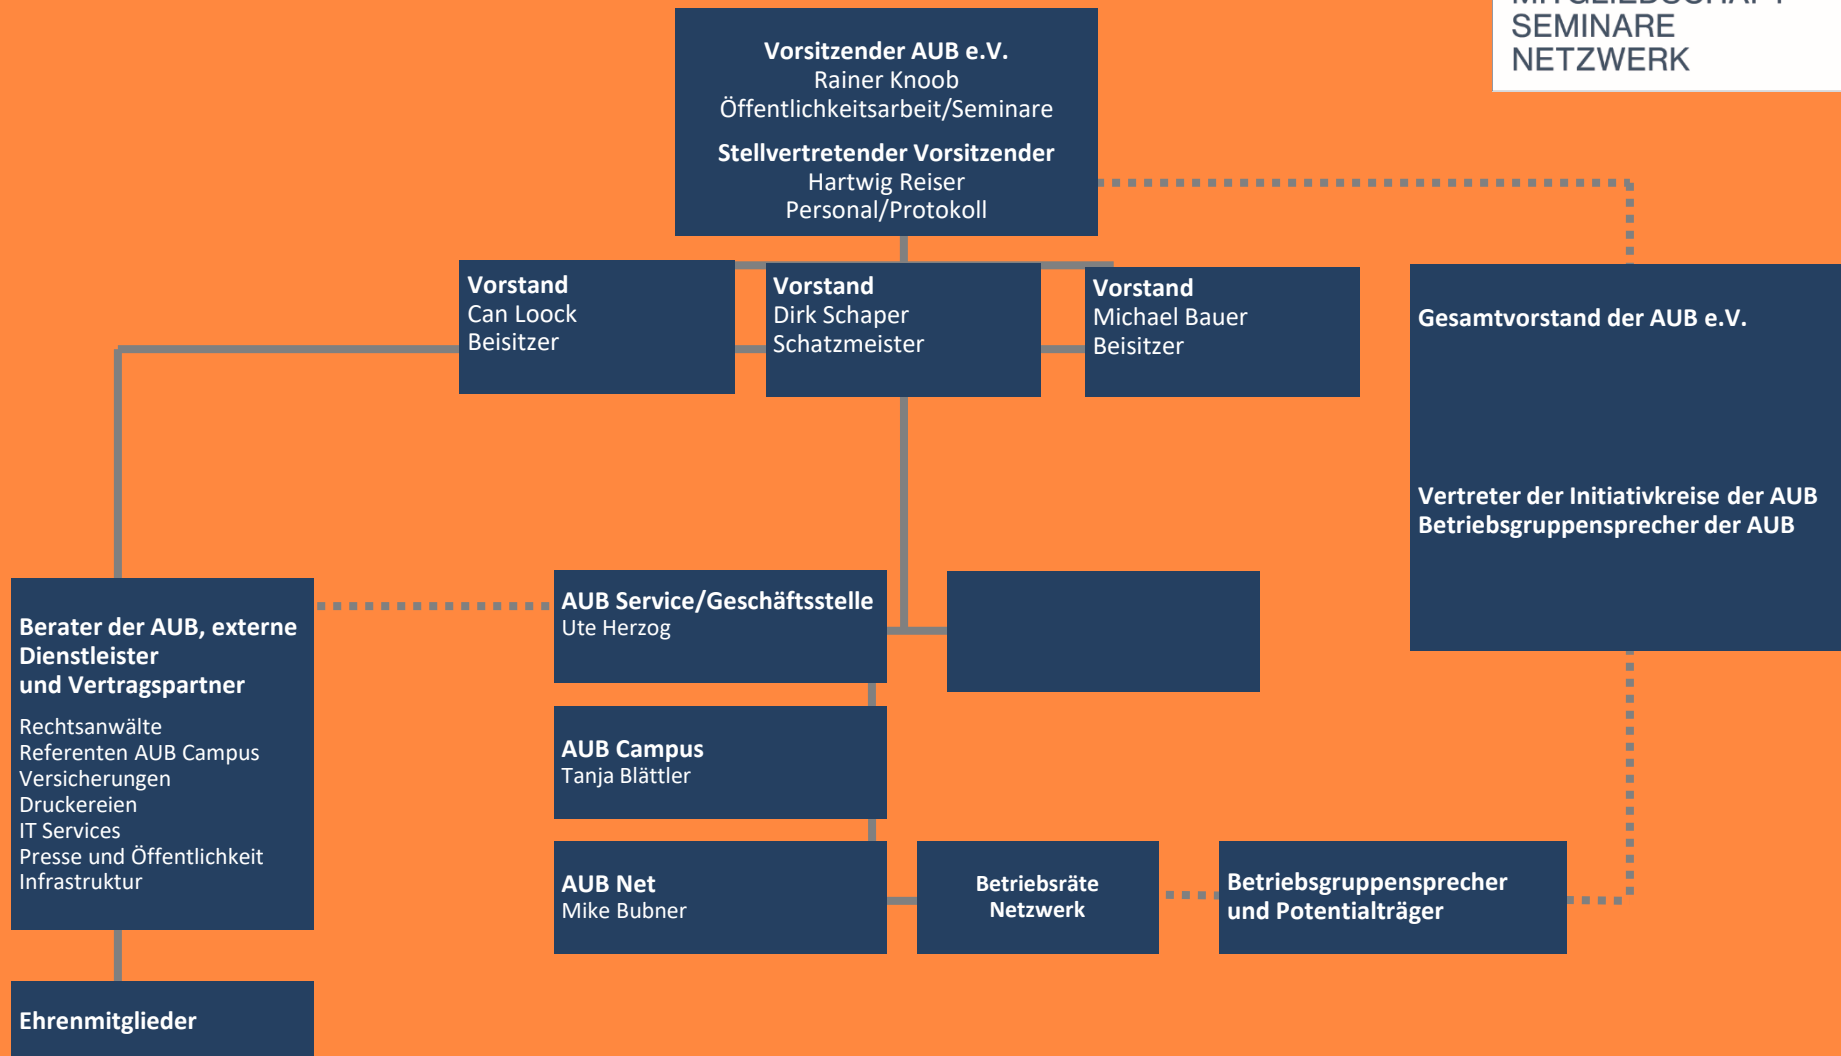 MITGLIEDSCHAFT
SEMINARE
NETZWERK
Vorsitzender AUB e.V.
Rainer Knoob
Öffentlichkeitsarbeit/Seminare
Stellvertretender Vorsitzender
Hartwig Reiser
Personal/Protokoll
Vorstand
Can Loock
Beisitzer
Vorstand
Dirk Schaper
Schatzmeister
Vorstand
Michael Bauer
Beisitzer
Gesamtvorstand der AUB e.V.
Vertreter der Initiativkreise der AUB
Betriebsgruppensprecher der AUB
Berater der AUB, externe
Dienstleister
und Vertragspartner
Rechtsanwälte
Referenten AUB Campus
Versicherungen
Druckereien
IT Services
Presse und Öffentlichkeit
Infrastruktur
AUB Service/Geschäftsstelle
Ute Herzog
AUB Campus
Tanja Blättler
AUB Net
Mike Bubner
Betriebsräte
Netzwerk
Betriebsgruppensprecher
und Potentialträger
Ehrenmitglieder